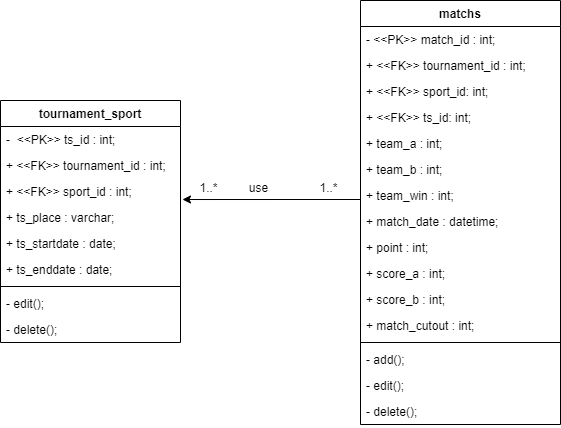 tournament_sport
-  <<PK>> ts_id : int;
+ <<FK>> tournament_id : int;
+ <<FK>> sport_id : int;
+ ts_place : varchar;
+ ts_startdate : date;
+ ts_enddate : date;
- edit();
- delete();
1..*
use
1..*
matchs
- <<PK>> match_id : int;
+ <<FK>> tournament_id : int;
+ <<FK>> sport_id: int;
+ <<FK>> ts_id: int;
+ team_a : int;
+ team_b : int;
+ team_win : int;
+ match_date : datetime;
+ point : int;
+ score_a : int;
+ score_b : int;
+ match_cutout : int;
- add();
- edit();
- delete();